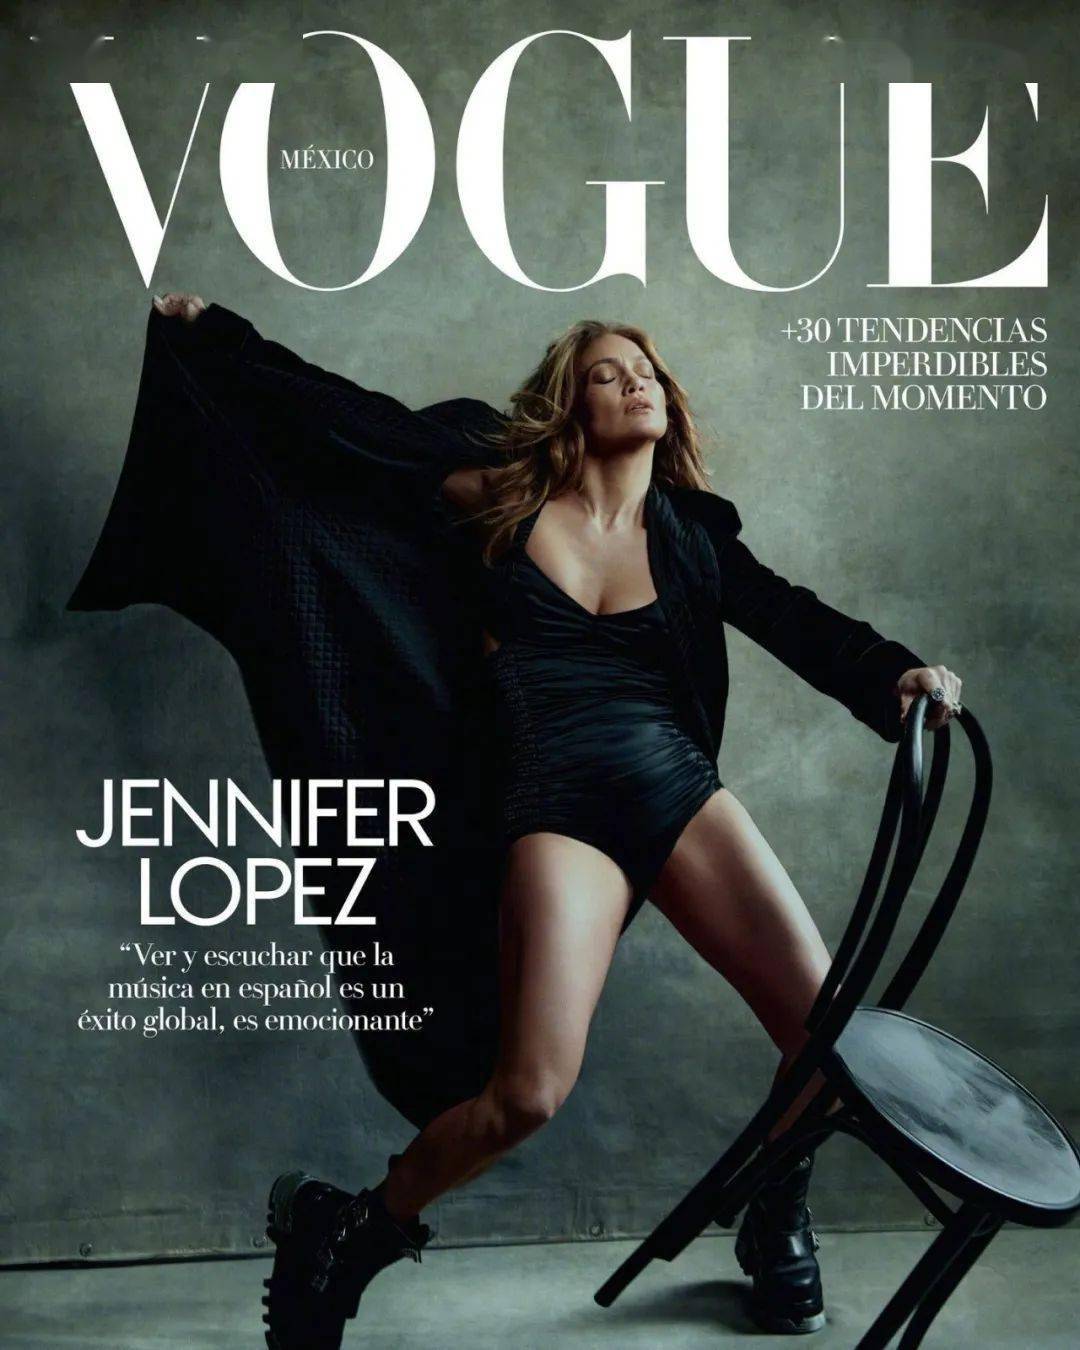 VOGUE
MÉXICO
+30 TENDENCIAS
IMPERDIBLES
DEL MOMENTO
JENNIFER
LOPEZ
“Ver y escuchar que la
música en español es un
éxito global, es emocionante”